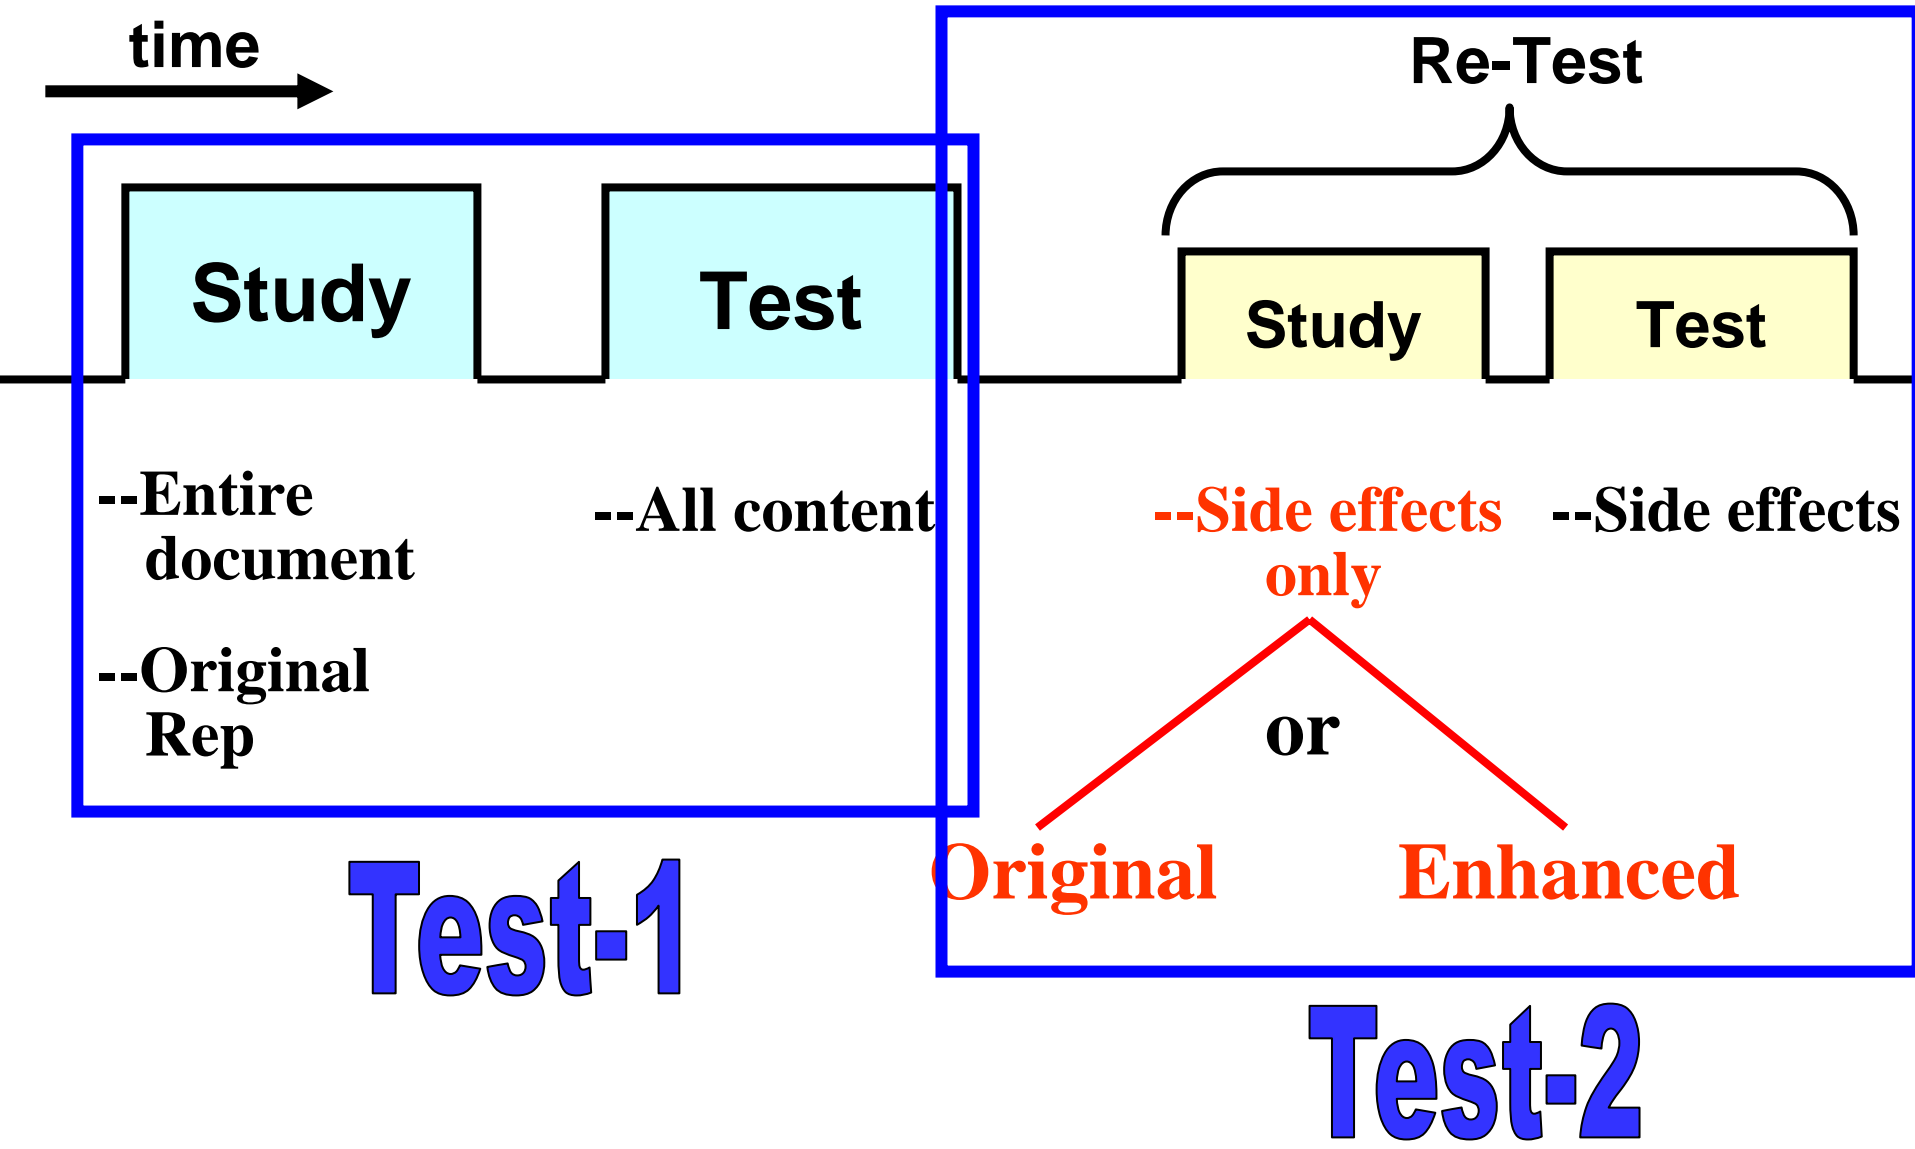 time
Re-Test
Study
Test
Study
Test
--Entire
document
--All content
--Side effects
only
--Side effects
--Original
Rep
or
Original
Enhanced
Test-1
Test-2